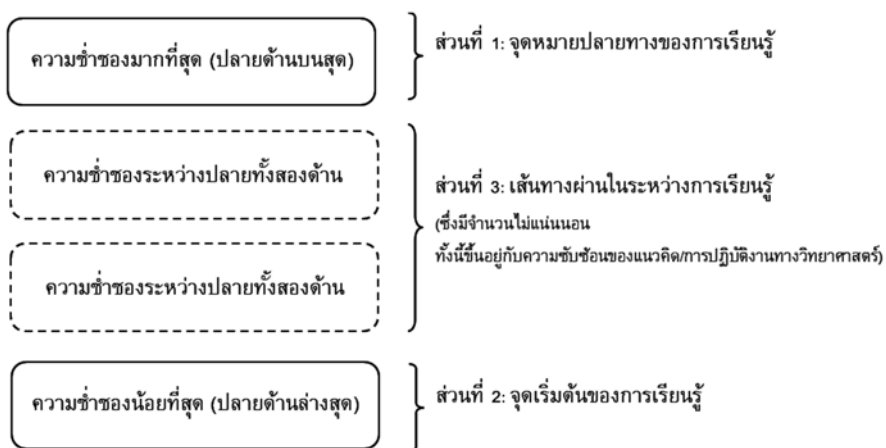 ความช่ำชองมากที่สุด (ปลายด้านบนสุด)
ส่วนที่ 1: จุดหมายปลายทางของการเรียนรู้
ความช่ำชองระหว่างปลายทั้งสองด้าน
ส่วนที่ 3: เส้นทางผ่านในระหว่างการเรียนรู้
(ซึ่งมีจำนวนไม่แน่นนอน
ทั้งนี้ขึ้นอยู่กับความซับซ้อนของแนวคิด/การปฏิบัติงานทางวิทยาศาสตร์)
ความช่ำชองระหว่างปลายทั้งสองด้าน
ความช่ำชองน้อยที่สุด (ปลายด้านล่างสุด)
ส่วนที่ 2: จุดเริ่มต้นของการเรียนรู้